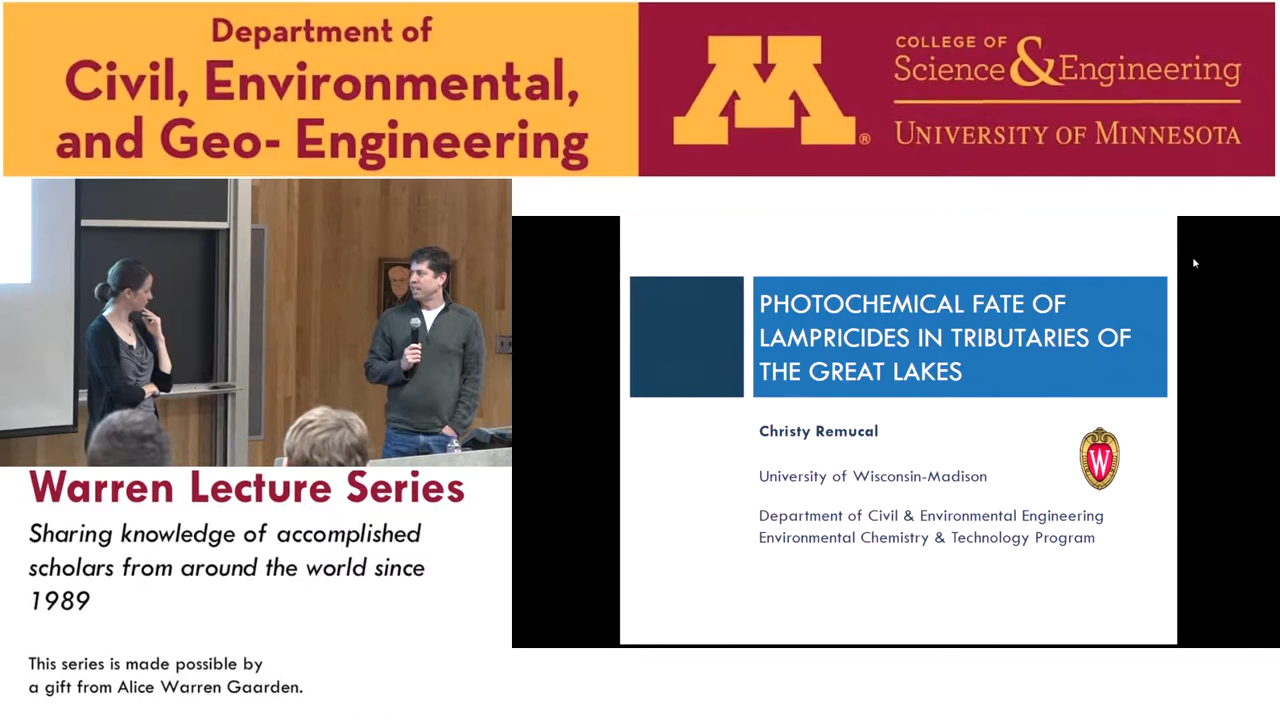 Department of
Civil, Environmental,
and Geo- Engineering
M
®
COLLEGE OF
Science & Engineering
UNIVERSITY OF MINNESOTA
PHOTOCHEMICAL FATE OF
LAMPRICIDES IN TRIBUTARIES OF
THE GREAT LAKES
Christy Remucal
University of Wisconsin-Madison
W
Department of Civil & Environmental Engineering
Environmental Chemistry & Technology Program
Warren Lecture Series
Sharing knowledge of accomplished
scholars from around the world since
1989
This series is made possible by
a gift from Alice Warren Gaarden.